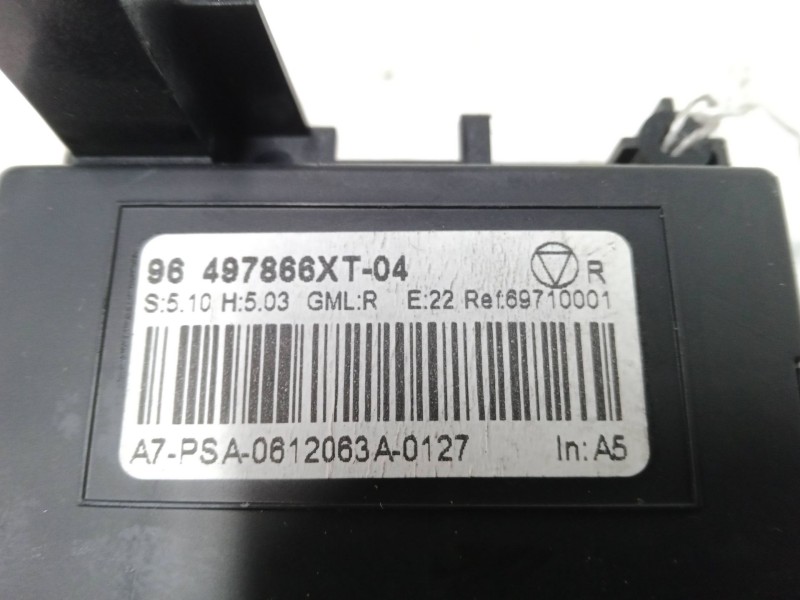 96 497866XT-04
R
S:5.10 H:5.03 GML:R E:22 Ref:69710001
A7-PSA-0612063A-0127 In:A5